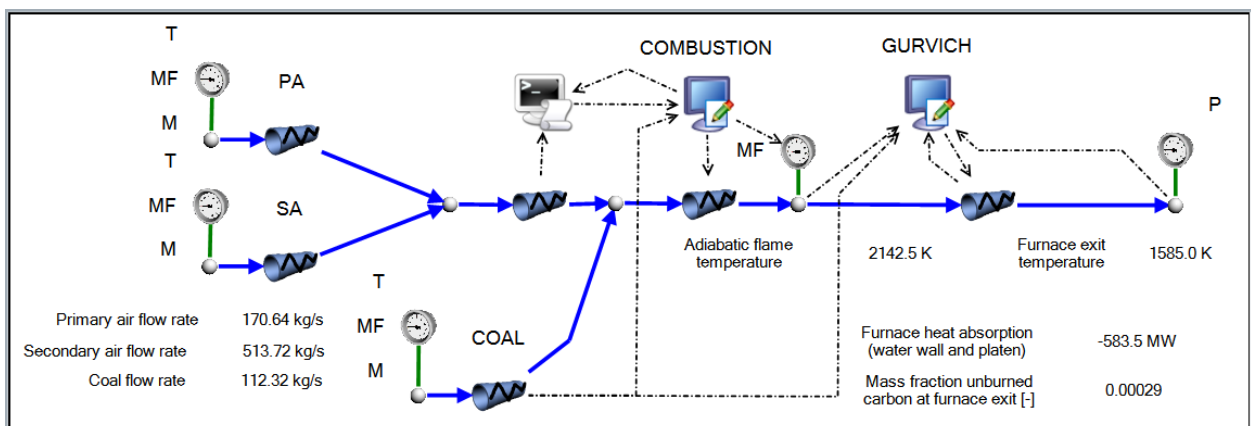 T
MF
PA
M
T
MF
SA
M
COMBUSTION
GURVICH
>_
MF
P
Adiabatic flame
temperature
2142.5 K
Furnace exit
temperature
1585.0 K
T
MF
COAL
M
Primary air flow rate 170.64 kg/s
Secondary air flow rate 513.72 kg/s
Coal flow rate 112.32 kg/s
Furnace heat absorption
(water wall and platen)
-583.5 MW
Mass fraction unburned
carbon at furnace exit [-]
0.00029